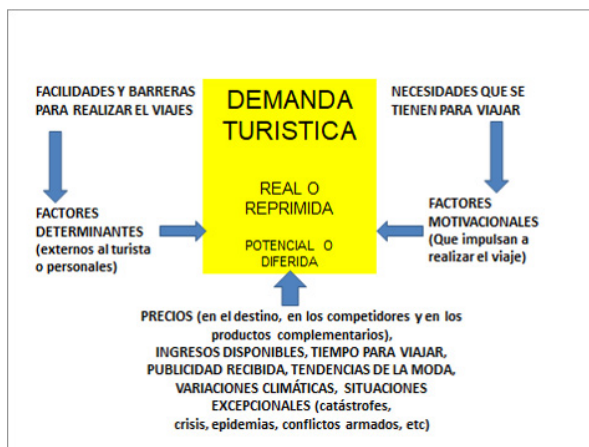 FACILIDADES Y BARRERAS
PARA REALIZAR EL VIAJES
DEMANDA
TURISTICA
NECESIDADES QUE SE
TIENEN PARA VIAJAR
REAL O
REPRIMIDA
POTENCIAL O
DIFERIDA
FACTORES
DETERMINANTES
(externos al turista
o personales)
FACTORES
MOTIVACIONALES
(Que impulsan a
realizar el viaje)
PRECIOS (en el destino, en los competidores y en los
productos complementarios),
INGRESOS DISPONIBLES, TIEMPO PARA VIAJAR,
PUBLICIDAD RECIBIDA, TENDENCIAS DE LA MODA,
VARIACIONES CLIMÁTICAS, SITUACIONES
EXCEPCIONALES (catástrofes,
crisis, epidemias, conflictos armados, etc)